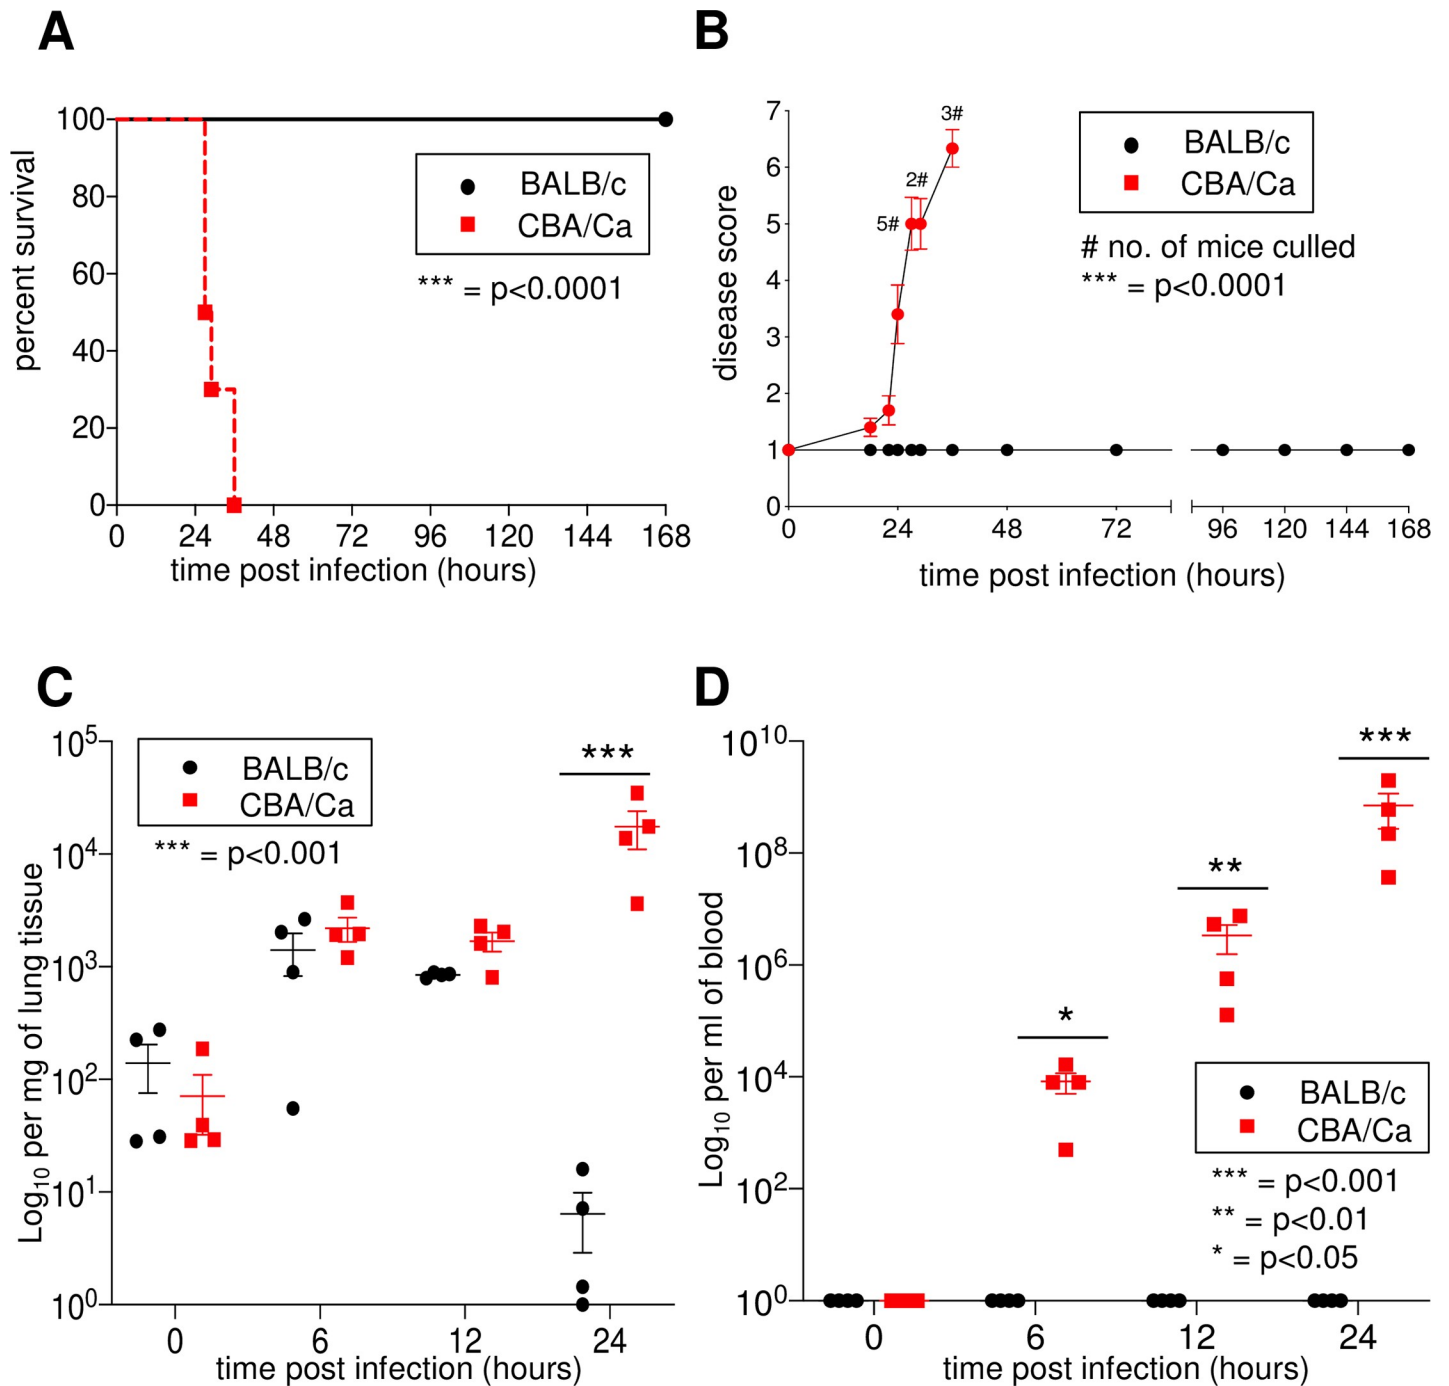 A
percent survival
100
80
60
40
20
0
0 24 48 72 96 120 144 168
time post infection (hours)
BALB/c
CBA/Ca
*** = p<0.0001
B
disease score
7
6
5
4
3
2
1
0
0 24 48 72 96 120 144 168
time post infection (hours)
5#
2#
3#
BALB/c
CBA/Ca
# no. of mice culled
*** = p<0.0001
C
Log10 per mg of lung tissue
10^5
10^4
10^3
10^2
10^1
10^0
0 6 12 24
time post infection (hours)
BALB/c
CBA/Ca
*** = p<0.001
***
D
Log10 per ml of blood
10^10
10^8
10^6
10^4
10^2
10^0
0 6 12 24
time post infection (hours)
*
**
***
BALB/c
CBA/Ca
*** = p<0.001
** = p<0.01
* = p<0.05